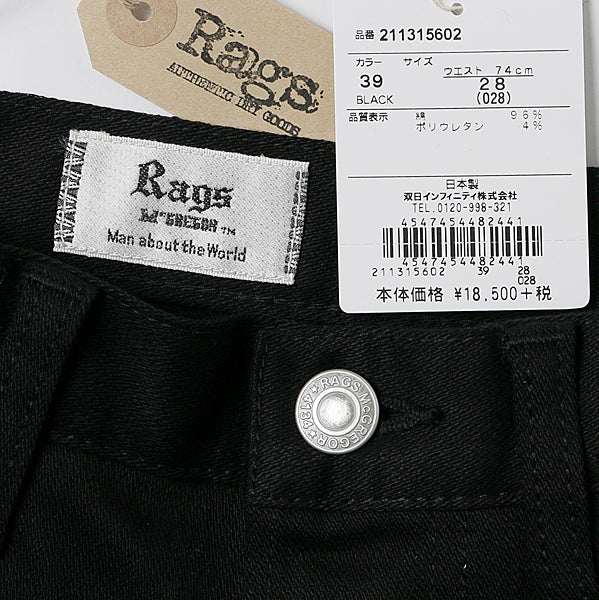 Rags
AUTHENTIC DRY GOODS
品番 211315602
カラー サイズ
39 ウエスト 74cm
BLACK 28
(028)
品質表示 綿 96%
ポリウレタン 4%
日本製
双日インフィニティ株式会社
TEL.0120-998-321
4547454482441
4547454482441
211315602 39 28
028
本体価格 ¥18,500+税
Rags
McGREGOR TM
Man about the World
RAGS McGREGOR 4134